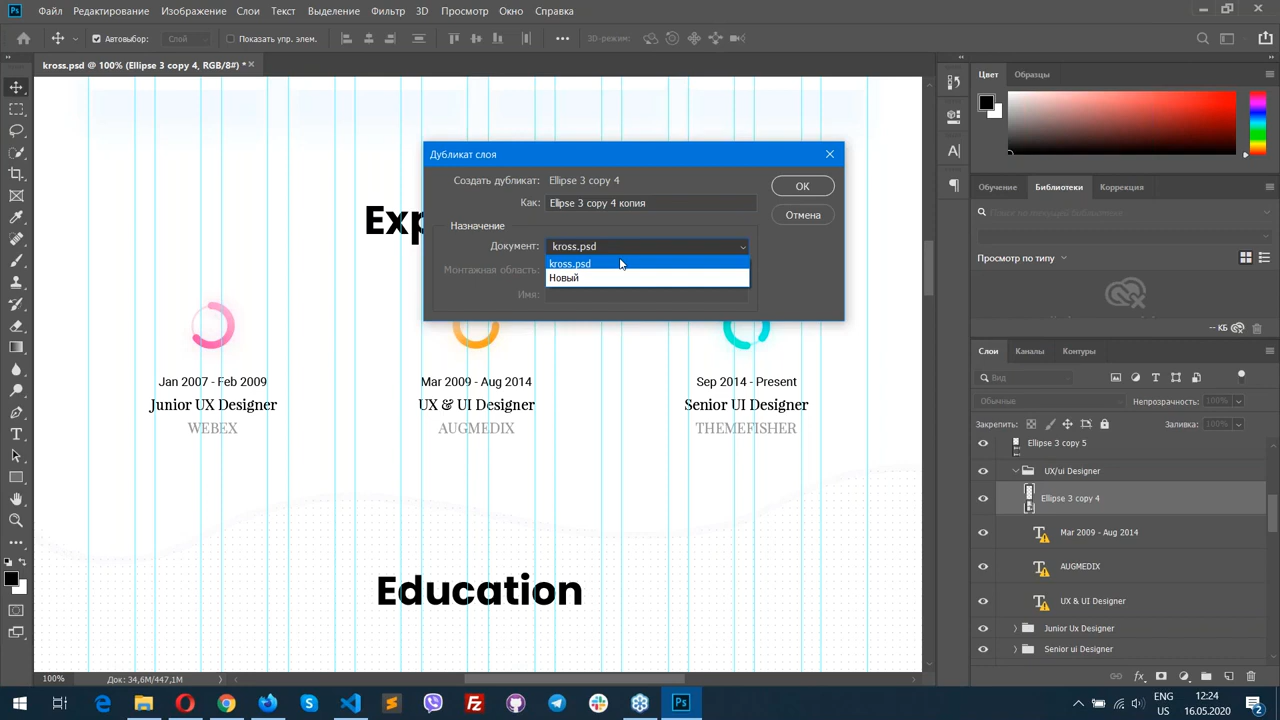 Файл Редактирование Изображение Слои Текст Выделение Фильтр 3D Просмотр Окно Справка
Автовыбор: Слой Показать упр. элем. 3D-режим:
kross.psd @ 100% (Ellipse 3 copy 4, RGB/8#) *
Цвет Образцы
Дубликат слоя
Создать дубликат: Ellipse 3 copy 4
Как: Ellipse 3 copy 4 копия
Назначение
Документ: kross.psd
kross.psd
Новый
Монтажная область:
Имя:
OK
Отмена
Обучение Библиотеки Коррекция
Поиск по текущей библиотеке
Просмотр по типу
-- КБ
Exp
Jan 2007 - Feb 2009
Junior UX Designer
WEBEX
Mar 2009 - Aug 2014
UX & UI Designer
AUGMEDIX
Sep 2014 - Present
Senior UI Designer
THEMEFISHER
Education
Слои Каналы Контуры
Вид
Обычные Непрозрачность: 100%
Закрепить: Заливка: 100%
Ellipse 3 copy 5
UX/ui Designer
Ellipse 3 copy 4
Mar 2009 - Aug 2014
AUGMEDIX
UX & UI Designer
Junior Ux Designer
Senior ui Designer
100% Док: 34,6M/447,1M
ENG
US
12:24
16.05.2020